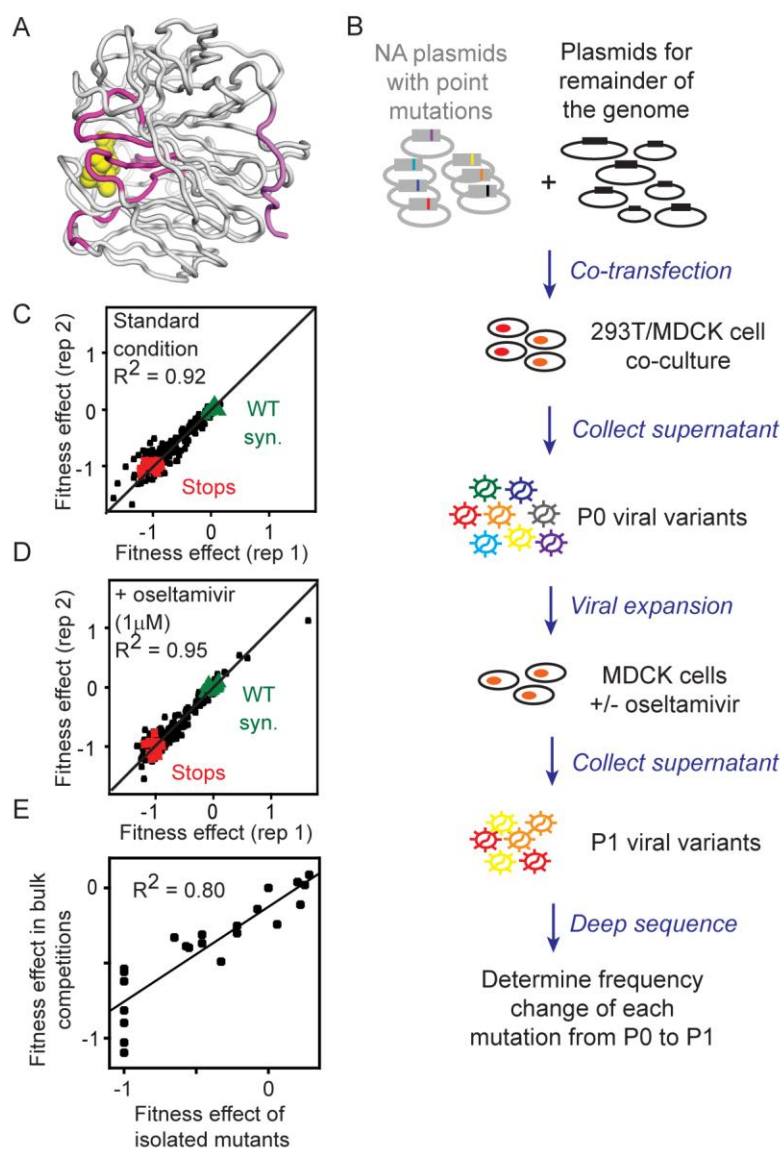 A
B
NA plasmids
with point
mutations
Plasmids for
remainder of
the genome
+
Co-transfection
293T/MDCK cell
co-culture
Collect supernatant
P0 viral variants
Viral expansion
MDCK cells
+/- oseltamivir
Collect supernatant
P1 viral variants
Deep sequence
Determine frequency
change of each
mutation from P0 to P1
C
Fitness effect (rep 2)
1
0
-1
Standard
condition
R² = 0.92
WT
syn.
Stops
-1 0 1
Fitness effect (rep 1)
D
Fitness effect (rep 2)
1
0
-1
+ oseltamivir
(1µM)
R² = 0.95
WT
syn.
Stops
-1 0 1
Fitness effect (rep 1)
E
Fitness effect in bulk
competitions
0
-1
R² = 0.80
-1 0
Fitness effect of
isolated mutants